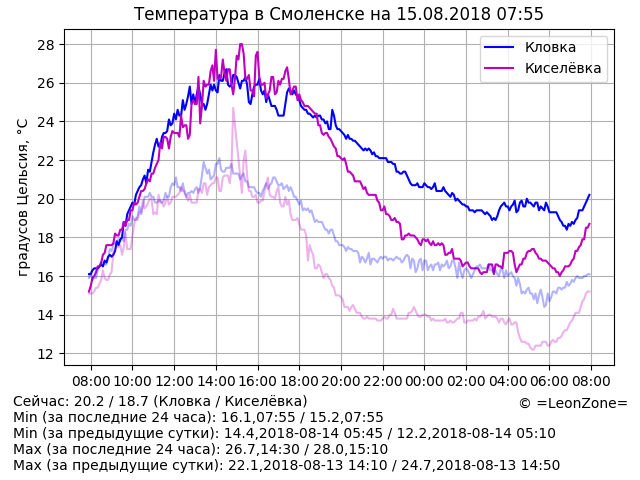 Температура в Смоленске на 15.08.2018 07:55
28
26
24
22
20
18
16
14
12
градусов Цельсия, °C
Кловка
Киселёвка
08:00 10:00 12:00 14:00 16:00 18:00 20:00 22:00 00:00 02:00 04:00 06:00 08:00
Сейчас: 20.2 / 18.7 (Кловка / Киселёвка)
© =LeonZone=
Min (за последние 24 часа): 16.1,07:55 / 15.2,07:55
Min (за предыдущие сутки): 14.4,2018-08-14 05:45 / 12.2,2018-08-14 05:10
Max (за последние 24 часа): 26.7,14:30 / 28.0,15:10
Max (за предыдущие сутки): 22.1,2018-08-13 14:10 / 24.7,2018-08-13 14:50